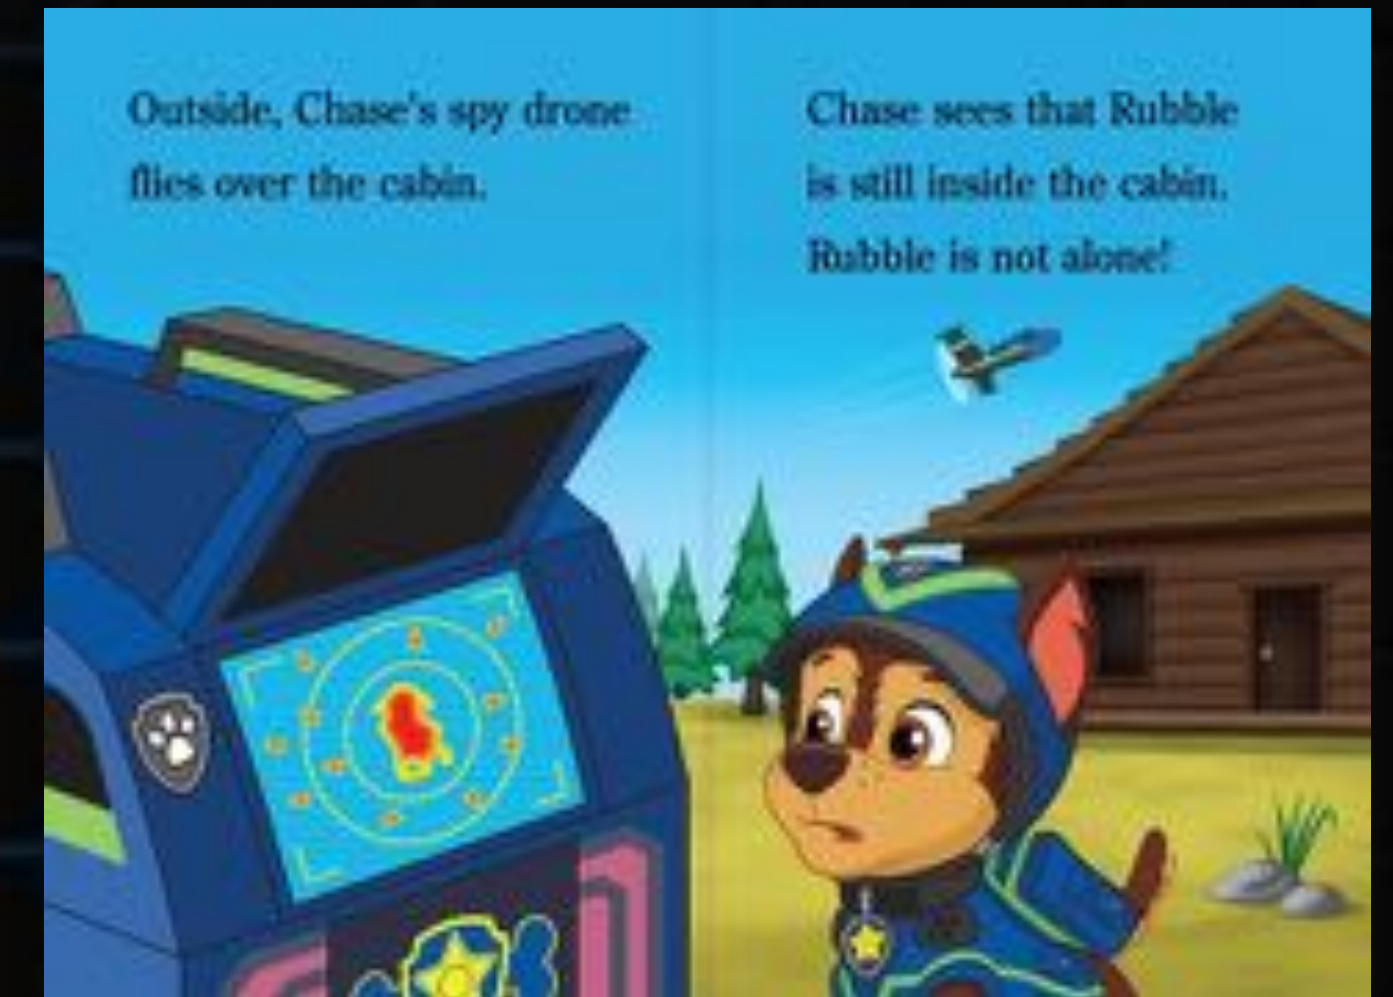 Outside, Chase's spy drone
flies over the cabin.
Chase sees that Rubble
is still inside the cabin.
Rubble is not alone!